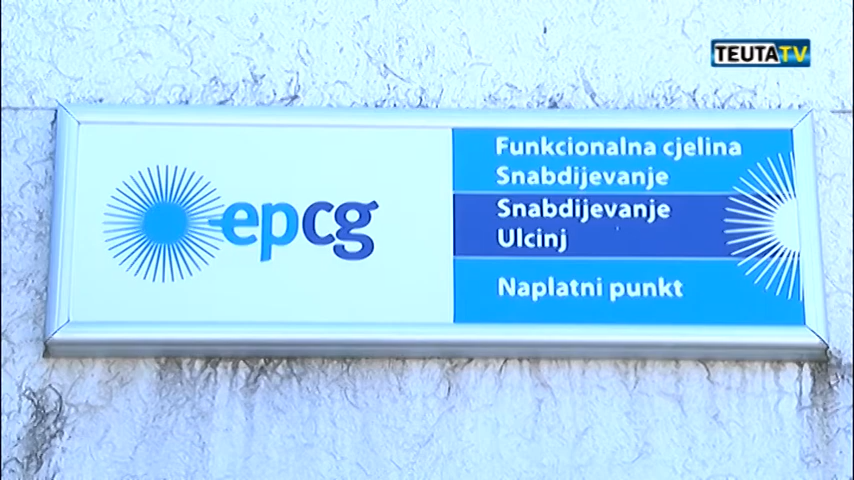 TEUTATV
epcg
Funkcionalna cjelina
Snabdijevanje
Snabdijevanje
Ulcinj
Naplatni punkt